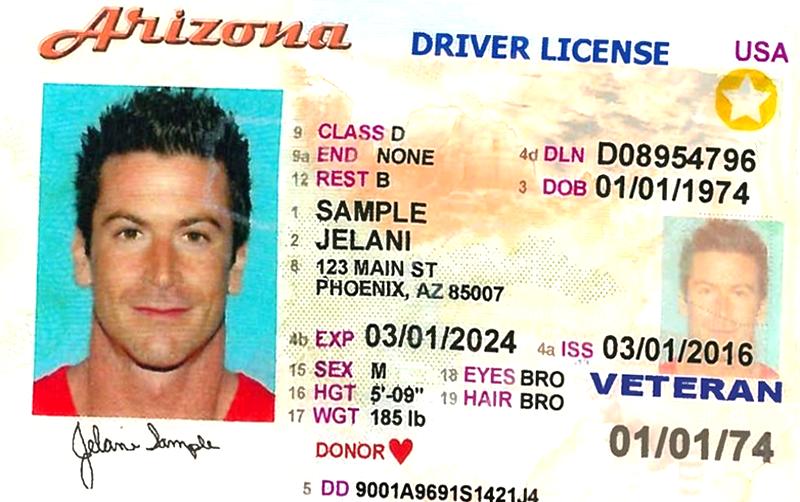 Arizona DRIVER LICENSE USA
9 CLASS D
9a END NONE 4d DLN D08954796
12 REST B 3 DOB 01/01/1974
1 SAMPLE
2 JELANI
8 123 MAIN ST
PHOENIX, AZ 85007
4b EXP 03/01/2024 4a ISS 03/01/2016
15 SEX M 18 EYES BRO VETERAN
16 HGT 5'-09" 19 HAIR BRO
17 WGT 185 lb
01/01/74
DONOR
Jelani Sample
5 DD 9001A9691S1421J4